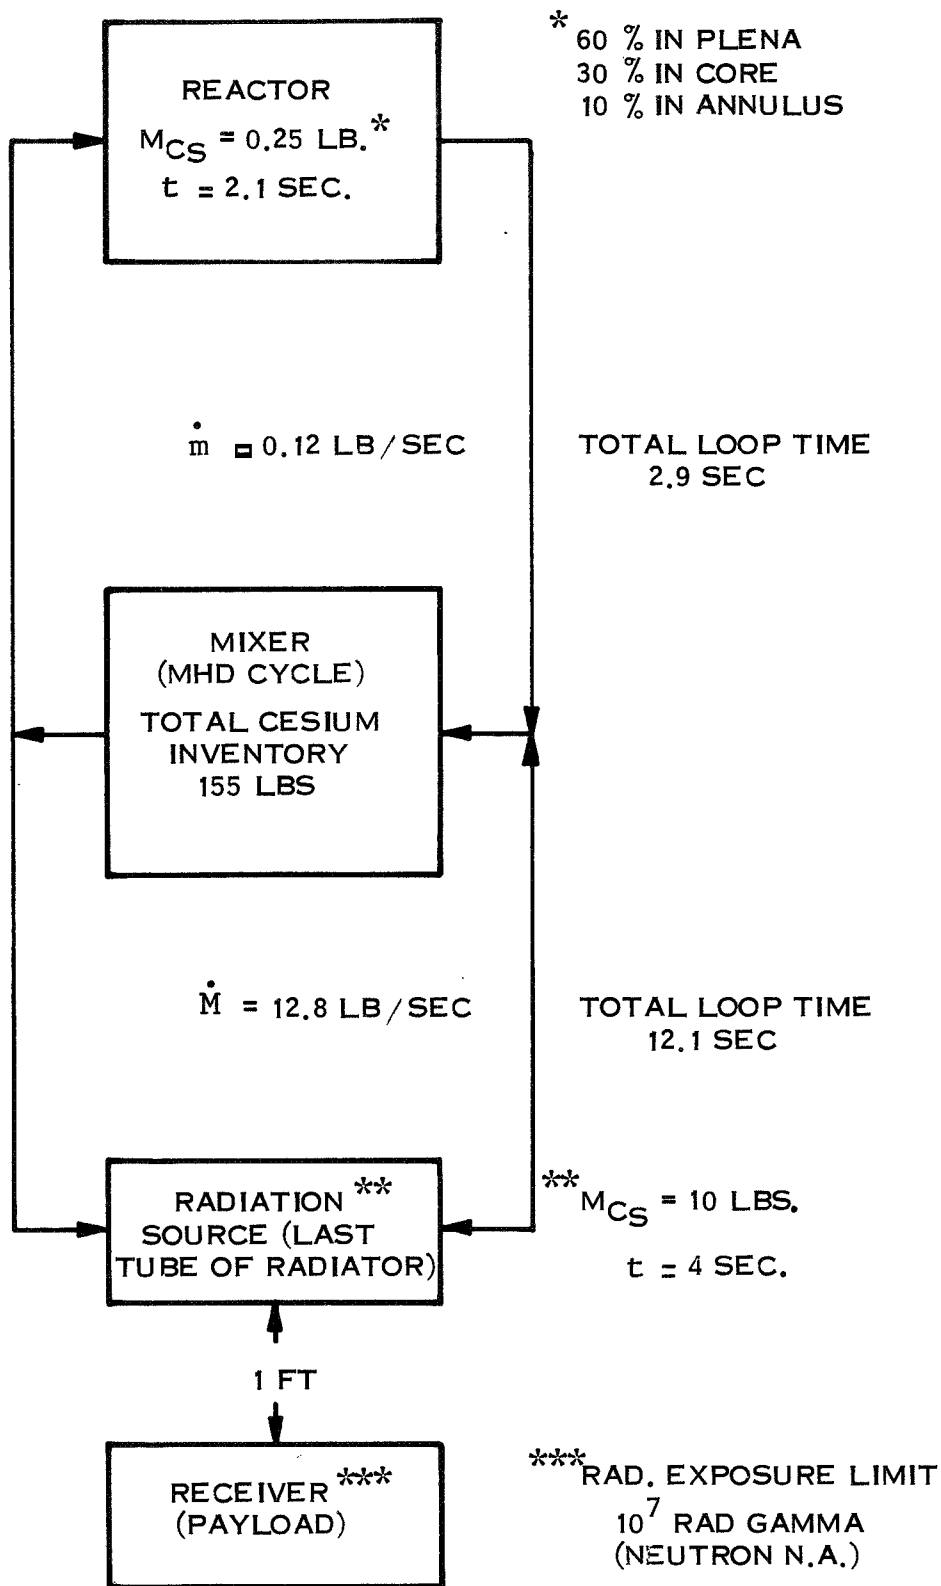 REACTOR
M_CS = 0.25 LB.*
t = 2.1 SEC.
* 60 % IN PLENA
30 % IN CORE
10 % IN ANNULUS
ṁ = 0.12 LB/SEC
TOTAL LOOP TIME
2.9 SEC
MIXER
(MHD CYCLE)
TOTAL CESIUM
INVENTORY
155 LBS
Ṁ = 12.8 LB/SEC
TOTAL LOOP TIME
12.1 SEC
RADIATION **
SOURCE (LAST
TUBE OF RADIATOR)
** M_CS = 10 LBS.
t = 4 SEC.
1 FT
RECEIVER ***
(PAYLOAD)
*** RAD. EXPOSURE LIMIT
10⁷ RAD GAMMA
(NEUTRON N.A.)